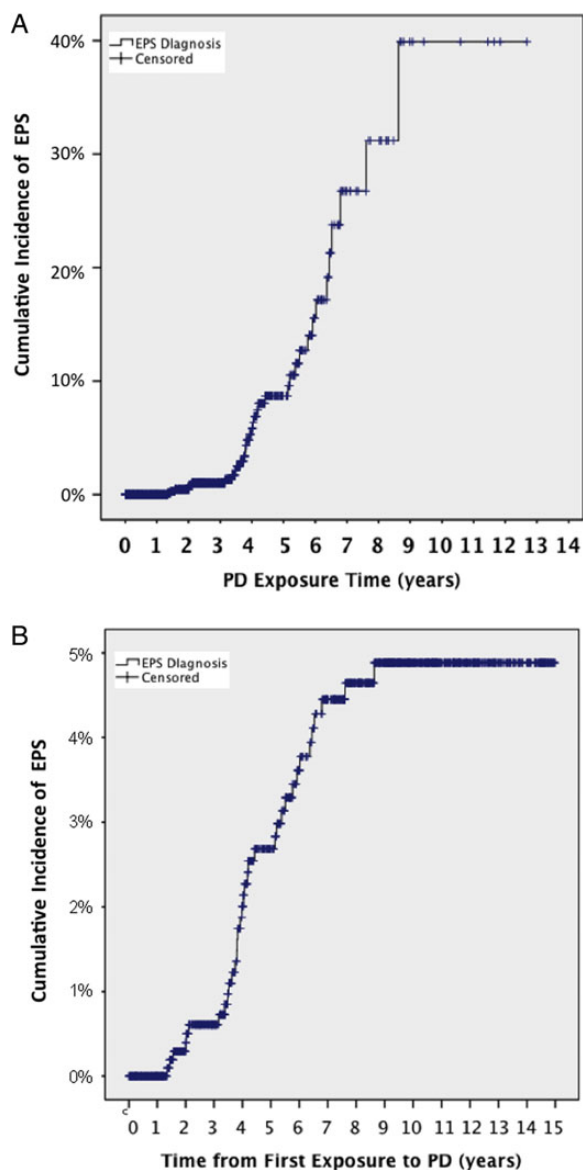 A
40%
EPS DIagnosis
Censored
30%
20%
10%
0%
Cumulative Incidence of EPS
0 1 2 3 4 5 6 7 8 9 10 11 12 13 14
PD Exposure Time (years)
B
5%
EPS DIagnosis
Censored
4%
3%
2%
1%
0%
Cumulative Incidence of EPS
c
0 1 2 3 4 5 6 7 8 9 10 11 12 13 14 15
Time from First Exposure to PD (years)